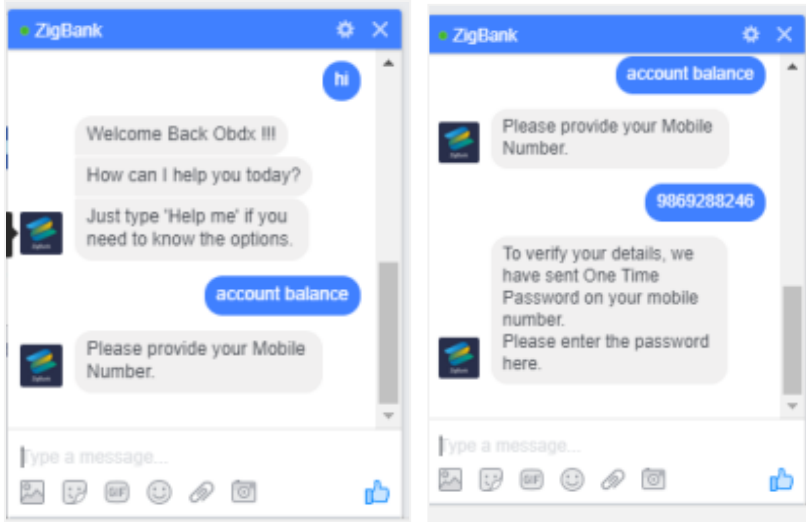 ZigBank
hi
Welcome Back Obdx !!!
How can I help you today?
Just type 'Help me' if you
need to know the options.
account balance
Please provide your Mobile
Number.
Type a message...
GIF
ZigBank
account balance
Please provide your Mobile
Number.
9869288246
To verify your details, we
have sent One Time
Password on your mobile
number.
Please enter the password
here.
Type a message...
GIF